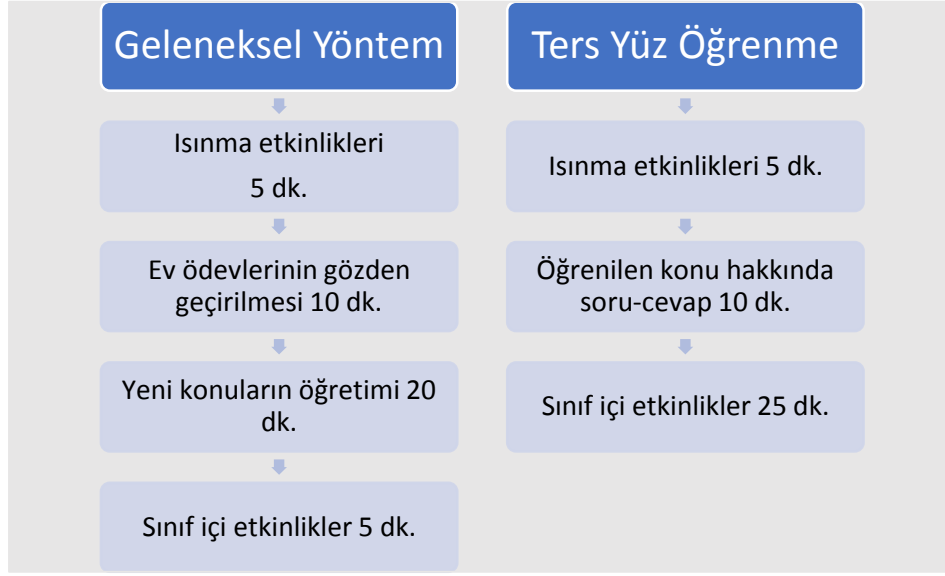 Geleneksel Yöntem
Isınma etkinlikleri
5 dk.
Ev ödevlerinin gözden
geçirilmesi 10 dk.
Yeni konuların öğretimi 20
dk.
Sınıf içi etkinlikler 5 dk.
Ters Yüz Öğrenme
Isınma etkinlikleri 5 dk.
Öğrenilen konu hakkında
soru-cevap 10 dk.
Sınıf içi etkinlikler 25 dk.